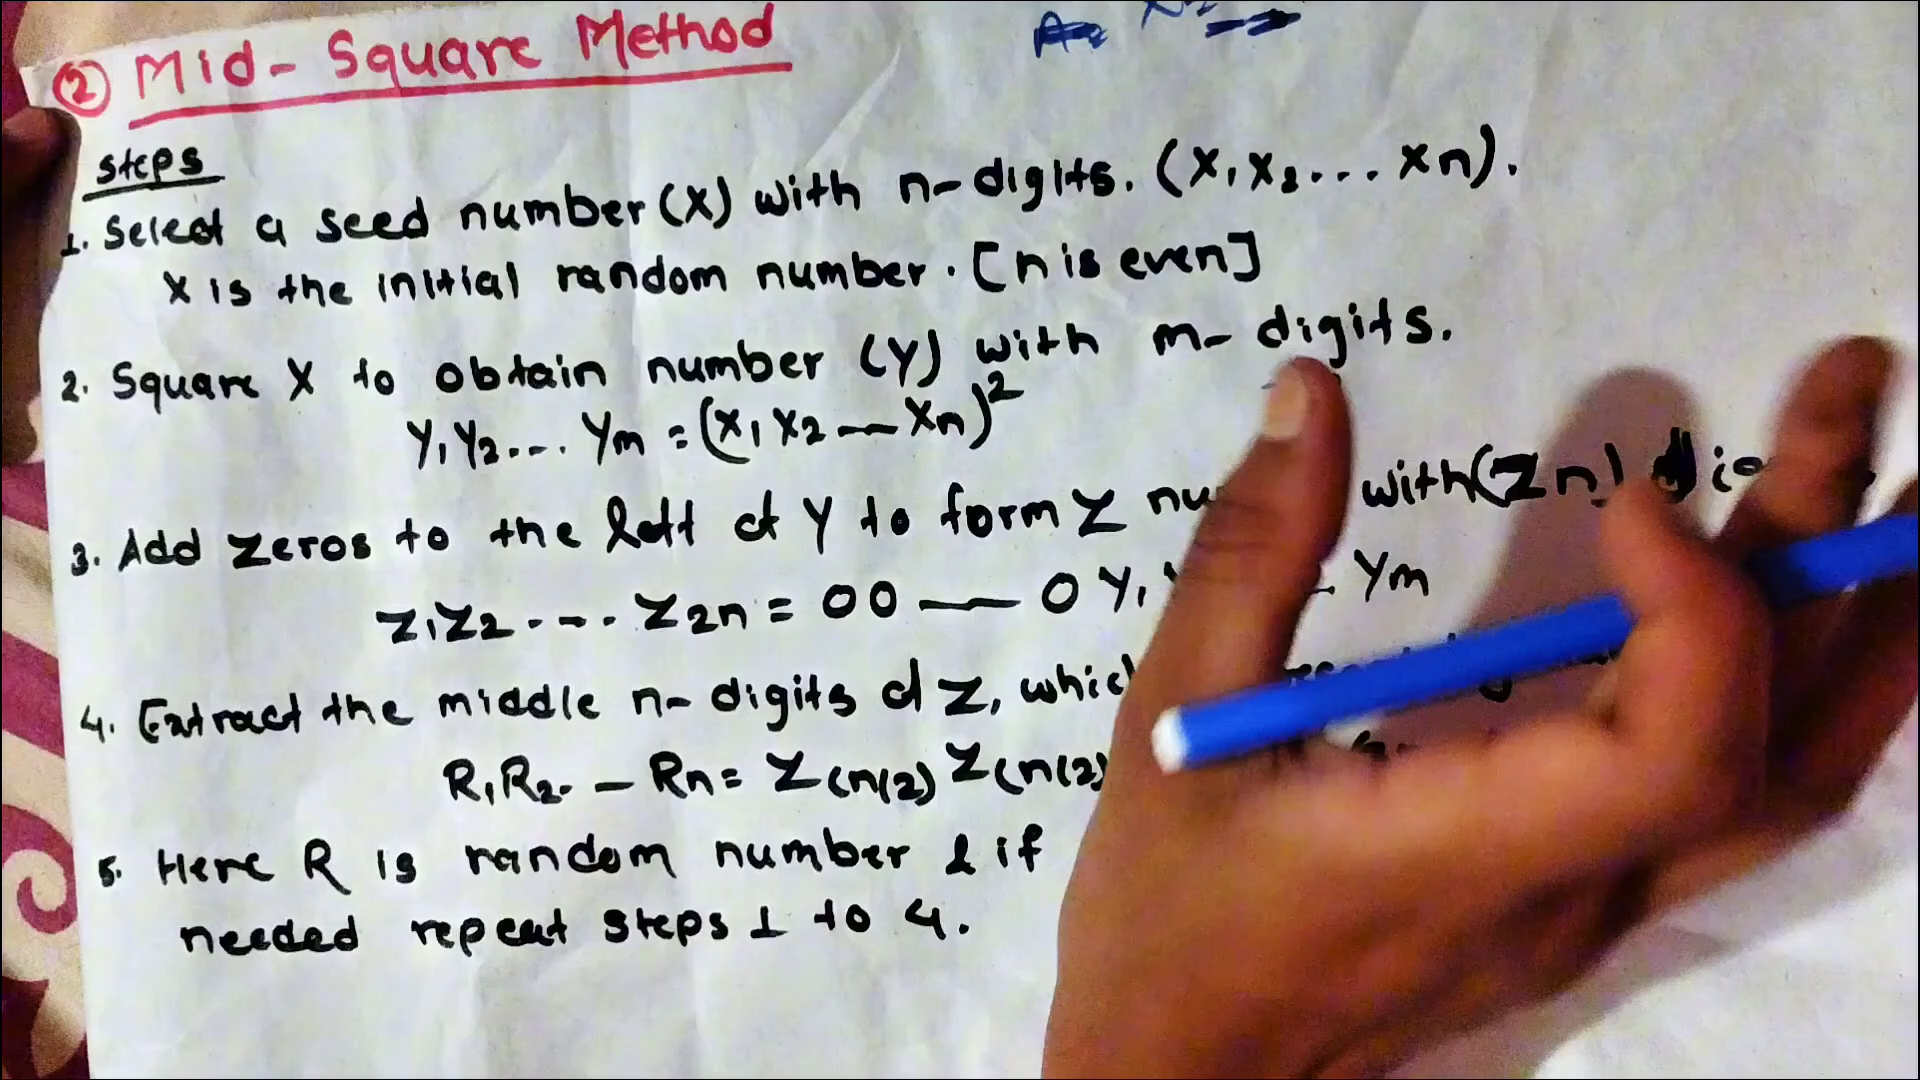 ② Mid-Square Method
steps
1. Select a seed number (X) with n-digits. (X1X2... Xn).
X is the initial random number. [n is even]
2. Square X to obtain number (Y) with m-digits.
Y1Y2... Ym = (X1X2 — Xn)²
3. Add zeros to the left of Y to form Z with (Zn)
Z1Z2 .... Z2n = 00 — 0 Y1 Ym
4. Extract the middle n-digits of Z,
R1R2. — Rn = Z(n/2) Z(n/2)
5. Here R is random number & if
needed repeat steps 1 to 4.